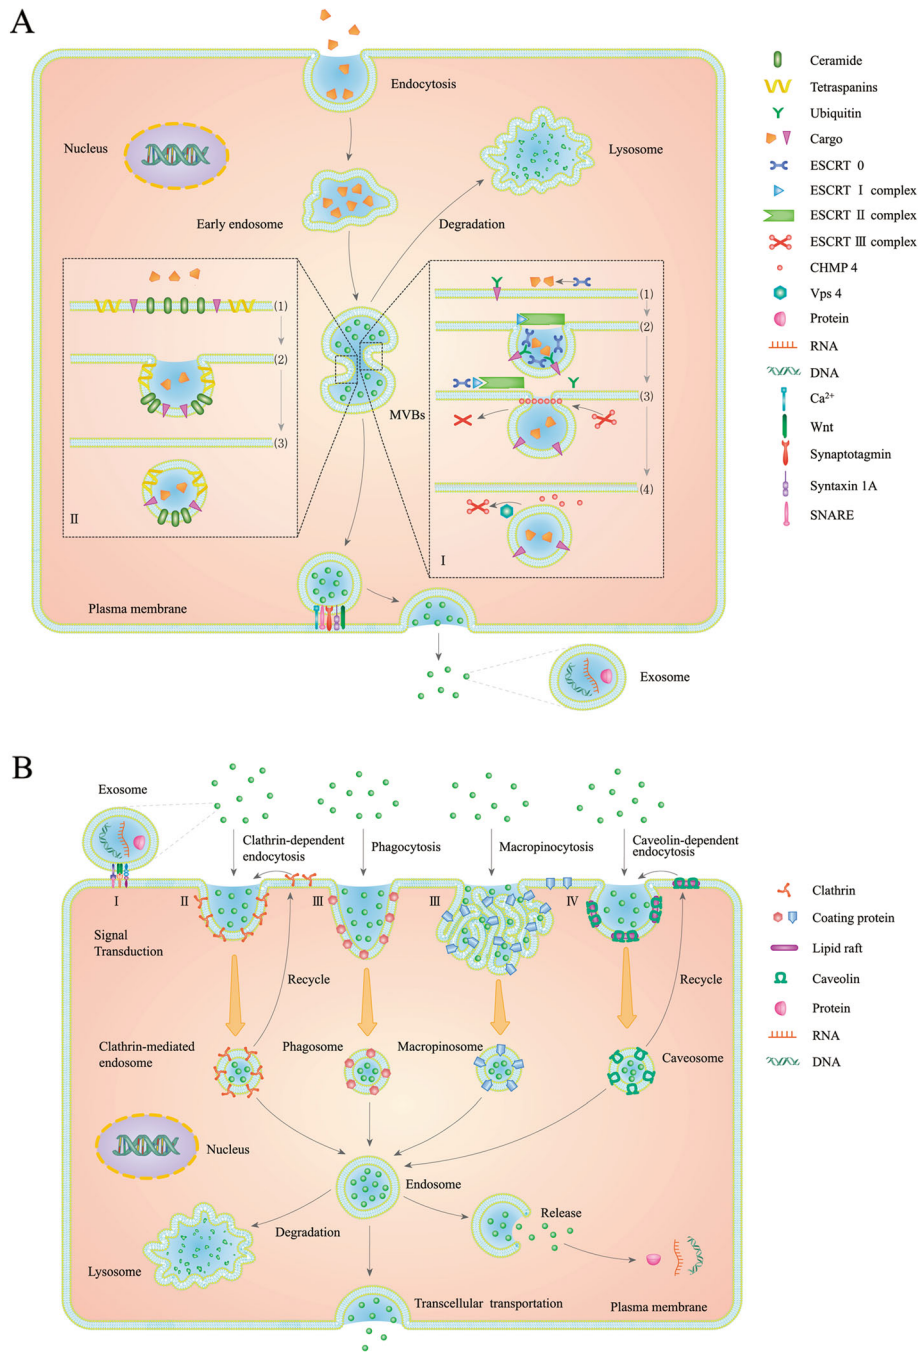 A
Endocytosis
Nucleus
Lysosome
Early endosome
Degradation
(1)
(2)
(3)
II
MVBs
(1)
(2)
(3)
(4)
I
Plasma membrane
Exosome
Ceramide
Tetraspanins
Ubiquitin
Cargo
ESCRT 0
ESCRT I complex
ESCRT II complex
ESCRT III complex
CHMP 4
Vps 4
Protein
RNA
DNA
Ca²⁺
Wnt
Synaptotagmin
Syntaxin 1A
SNARE
B
Exosome
Clathrin-dependent
endocytosis
Phagocytosis
Macropinocytosis
Caveolin-dependent
endocytosis
I
II
III
III
IV
Signal
Transduction
Recycle
Recycle
Clathrin-mediated
endosome
Phagosome
Macropinosome
Caveosome
Nucleus
Endosome
Degradation
Release
Lysosome
Transcellular transportation
Plasma membrane
Clathrin
Coating protein
Lipid raft
Caveolin
Protein
RNA
DNA